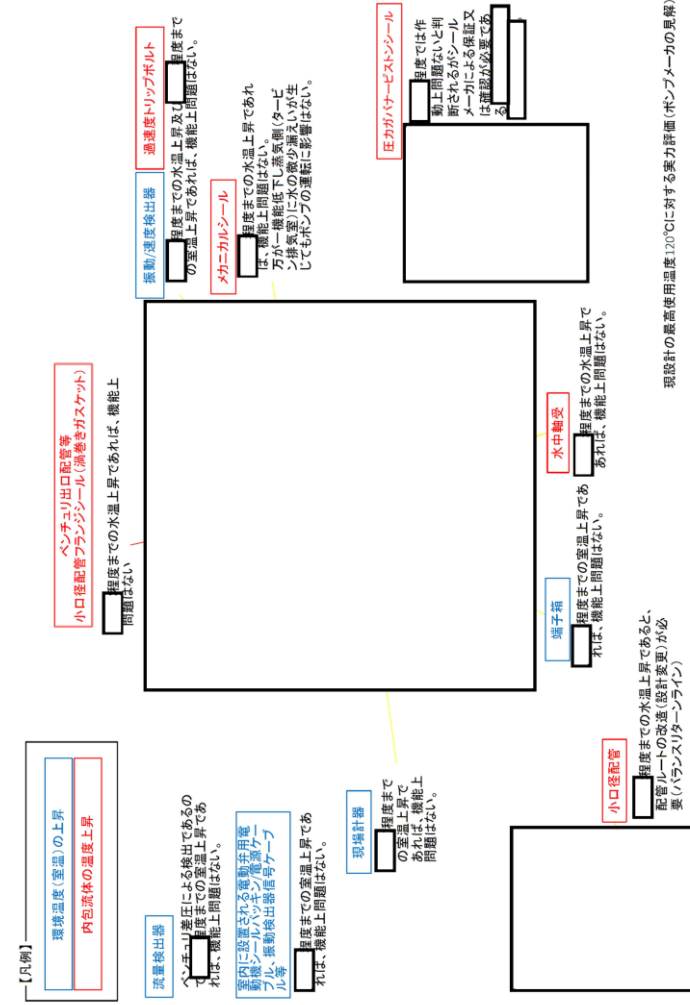 【凡例】
環境温度(室温)の上昇
内包流体の温度上昇
ベンチュリ出口配管等
小口径配管フランジシール(渦巻きガスケット)
程度までの水温上昇であれば、機能上
問題はない
振動/速度検出器
過速度トリップボルト
程度までの水温上昇及び
程度まで
の室温上昇であれば、機能上問題はない。
メカニカルシール
程度までの水温上昇であれ
ば、機能上問題はない。
万が一機能低下し蒸気側(タービ
ン排気室)に水の微少漏えいが生
じてもポンプの運転に影響はない。
圧力ガバナーピストンシール
程度では作
動上問題ないと判
断されるがシール
メーカによる保証又
は確認が必要であ
る
流量検出器
ベンチュリ差圧による検出であるの
で
程度までの室温上昇であ
れば、機能上問題はない。
室内に設置される電動弁用電
動機シールパッキン/電源ケー
ブル、振動検出器信号ケーブ
ル等
程度までの室温上昇であ
れば、機能上問題はない。
現場計器
程度まで
の室温上昇で
あれば、機能上
問題はない。
端子箱
程度までの室温上昇であ
れば、機能上問題はない。
水中軸受
程度までの水温上昇で
あれば、機能上問題はない。
小口径配管
程度までの水温上昇であると、
配管ルートの改造(設計変更)が必
要(バランスリターンライン)
現設計の最高使用温度120℃に対する実力評価(ポンプメーカの見解)